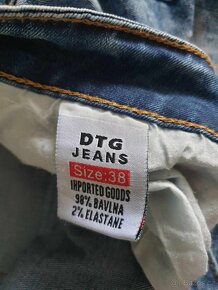 DTG
JEANS
Size:38
IMPORTED GOODS
98% BAVLNA
2% ELASTANE